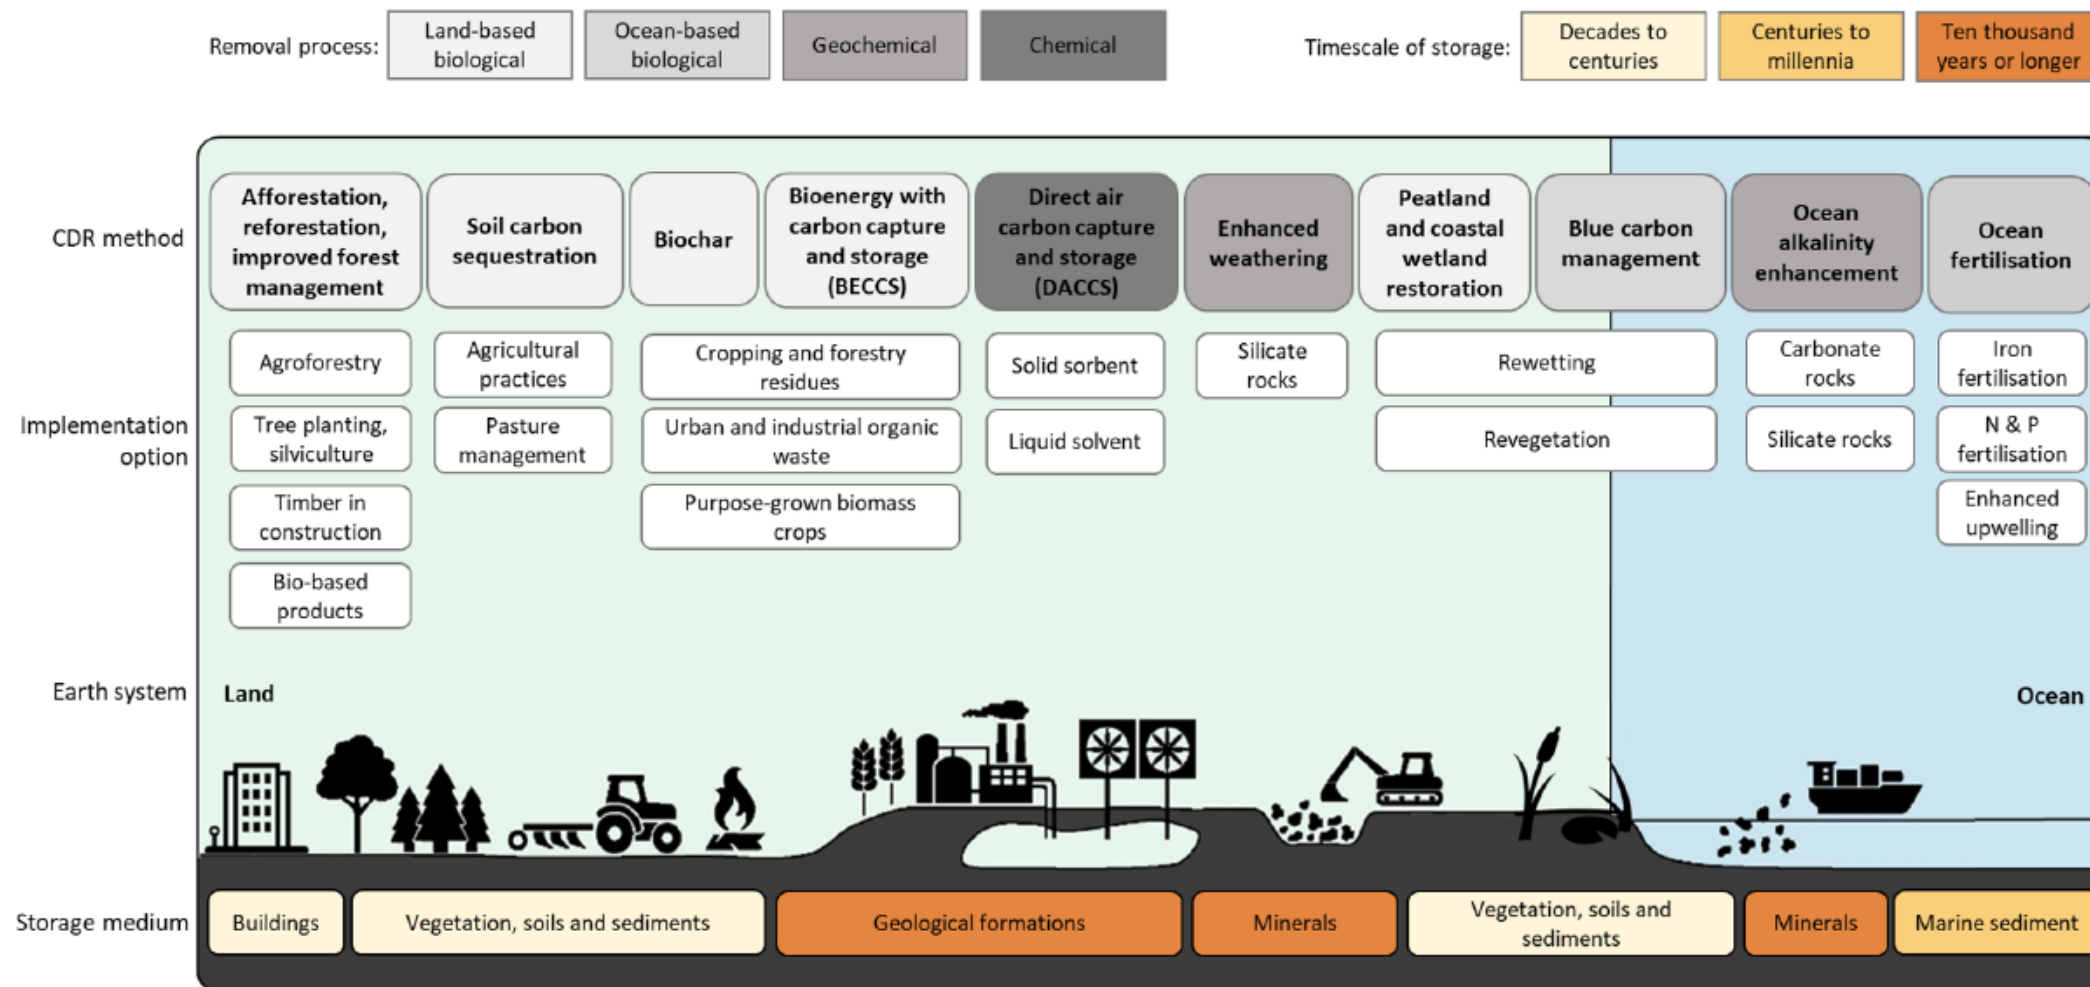 Removal process:
Land-based
biological
Ocean-based
biological
Geochemical
Chemical
Timescale of storage:
Decades to
centuries
Centuries to
millennia
Ten thousand
years or longer
CDR method
Afforestation,
reforestation,
improved forest
management
Soil carbon
sequestration
Biochar
Bioenergy with
carbon capture
and storage
(BECCS)
Direct air
carbon capture
and storage
(DACCS)
Enhanced
weathering
Peatland
and coastal
wetland
restoration
Blue carbon
management
Ocean
alkalinity
enhancement
Ocean
fertilisation
Implementation
option
Agroforestry
Tree planting,
silviculture
Timber in
construction
Bio-based
products
Agricultural
practices
Pasture
management
Cropping and forestry
residues
Urban and industrial organic
waste
Purpose-grown biomass
crops
Solid sorbent
Liquid solvent
Silicate
rocks
Rewetting
Revegetation
Carbonate
rocks
Silicate rocks
Iron
fertilisation
N & P
fertilisation
Enhanced
upwelling
Earth system
Land
Ocean
Storage medium
Buildings
Vegetation, soils and sediments
Geological formations
Minerals
Vegetation, soils and
sediments
Minerals
Marine sediment